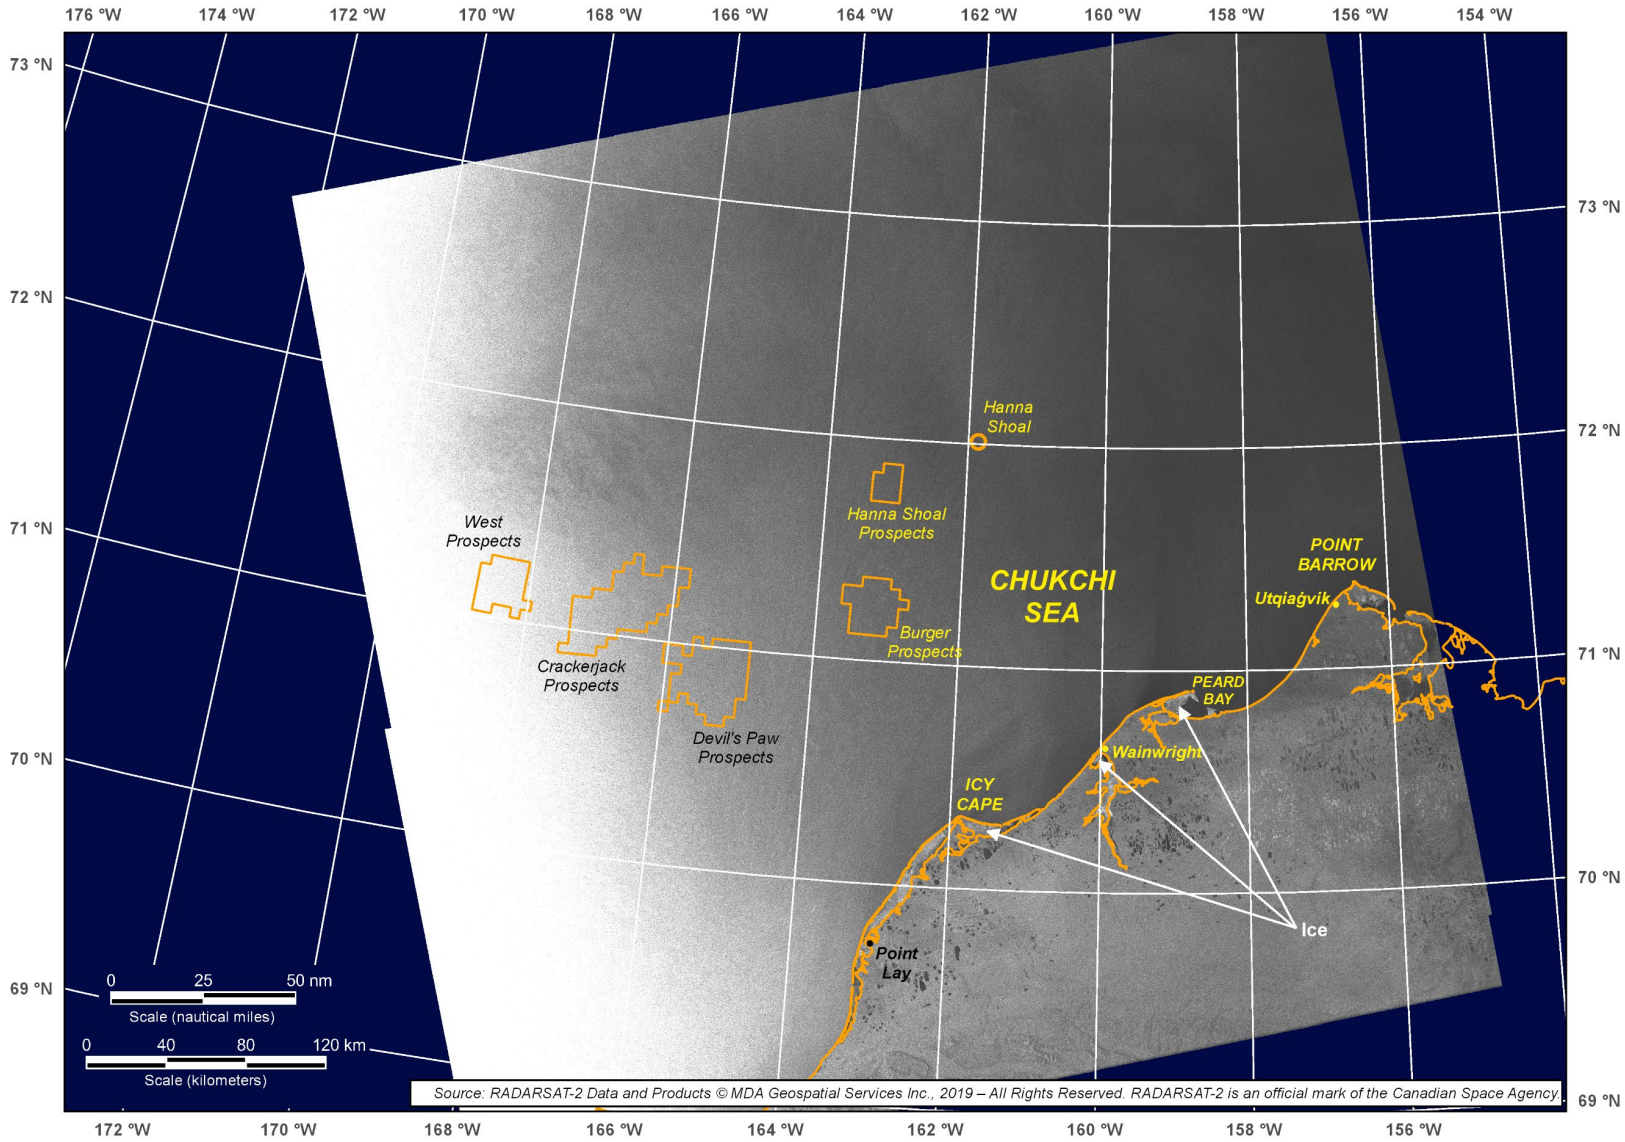 176 °W 174 °W 172 °W 170 °W 168 °W 166 °W 164 °W 162 °W 160 °W 158 °W 156 °W 154 °W
73 °N
73 °N
72 °N
Hanna
Shoal
72 °N
West
Prospects
Hanna Shoal
Prospects
71 °N
CHUKCHI
SEA
POINT
BARROW
Utqiaġvik
Burger
Prospects
71 °N
Crackerjack
Prospects
PEARD
BAY
Devil's Paw
Prospects
Wainwright
70 °N
ICY
CAPE
70 °N
Ice
Point
Lay
0 25 50 nm
Scale (nautical miles)
69 °N
0 40 80 120 km
Scale (kilometers)
Source: RADARSAT-2 Data and Products © MDA Geospatial Services Inc., 2019 – All Rights Reserved. RADARSAT-2 is an official mark of the Canadian Space Agency.
69 °N
172 °W 170 °W 168 °W 166 °W 164 °W 162 °W 160 °W 158 °W 156 °W